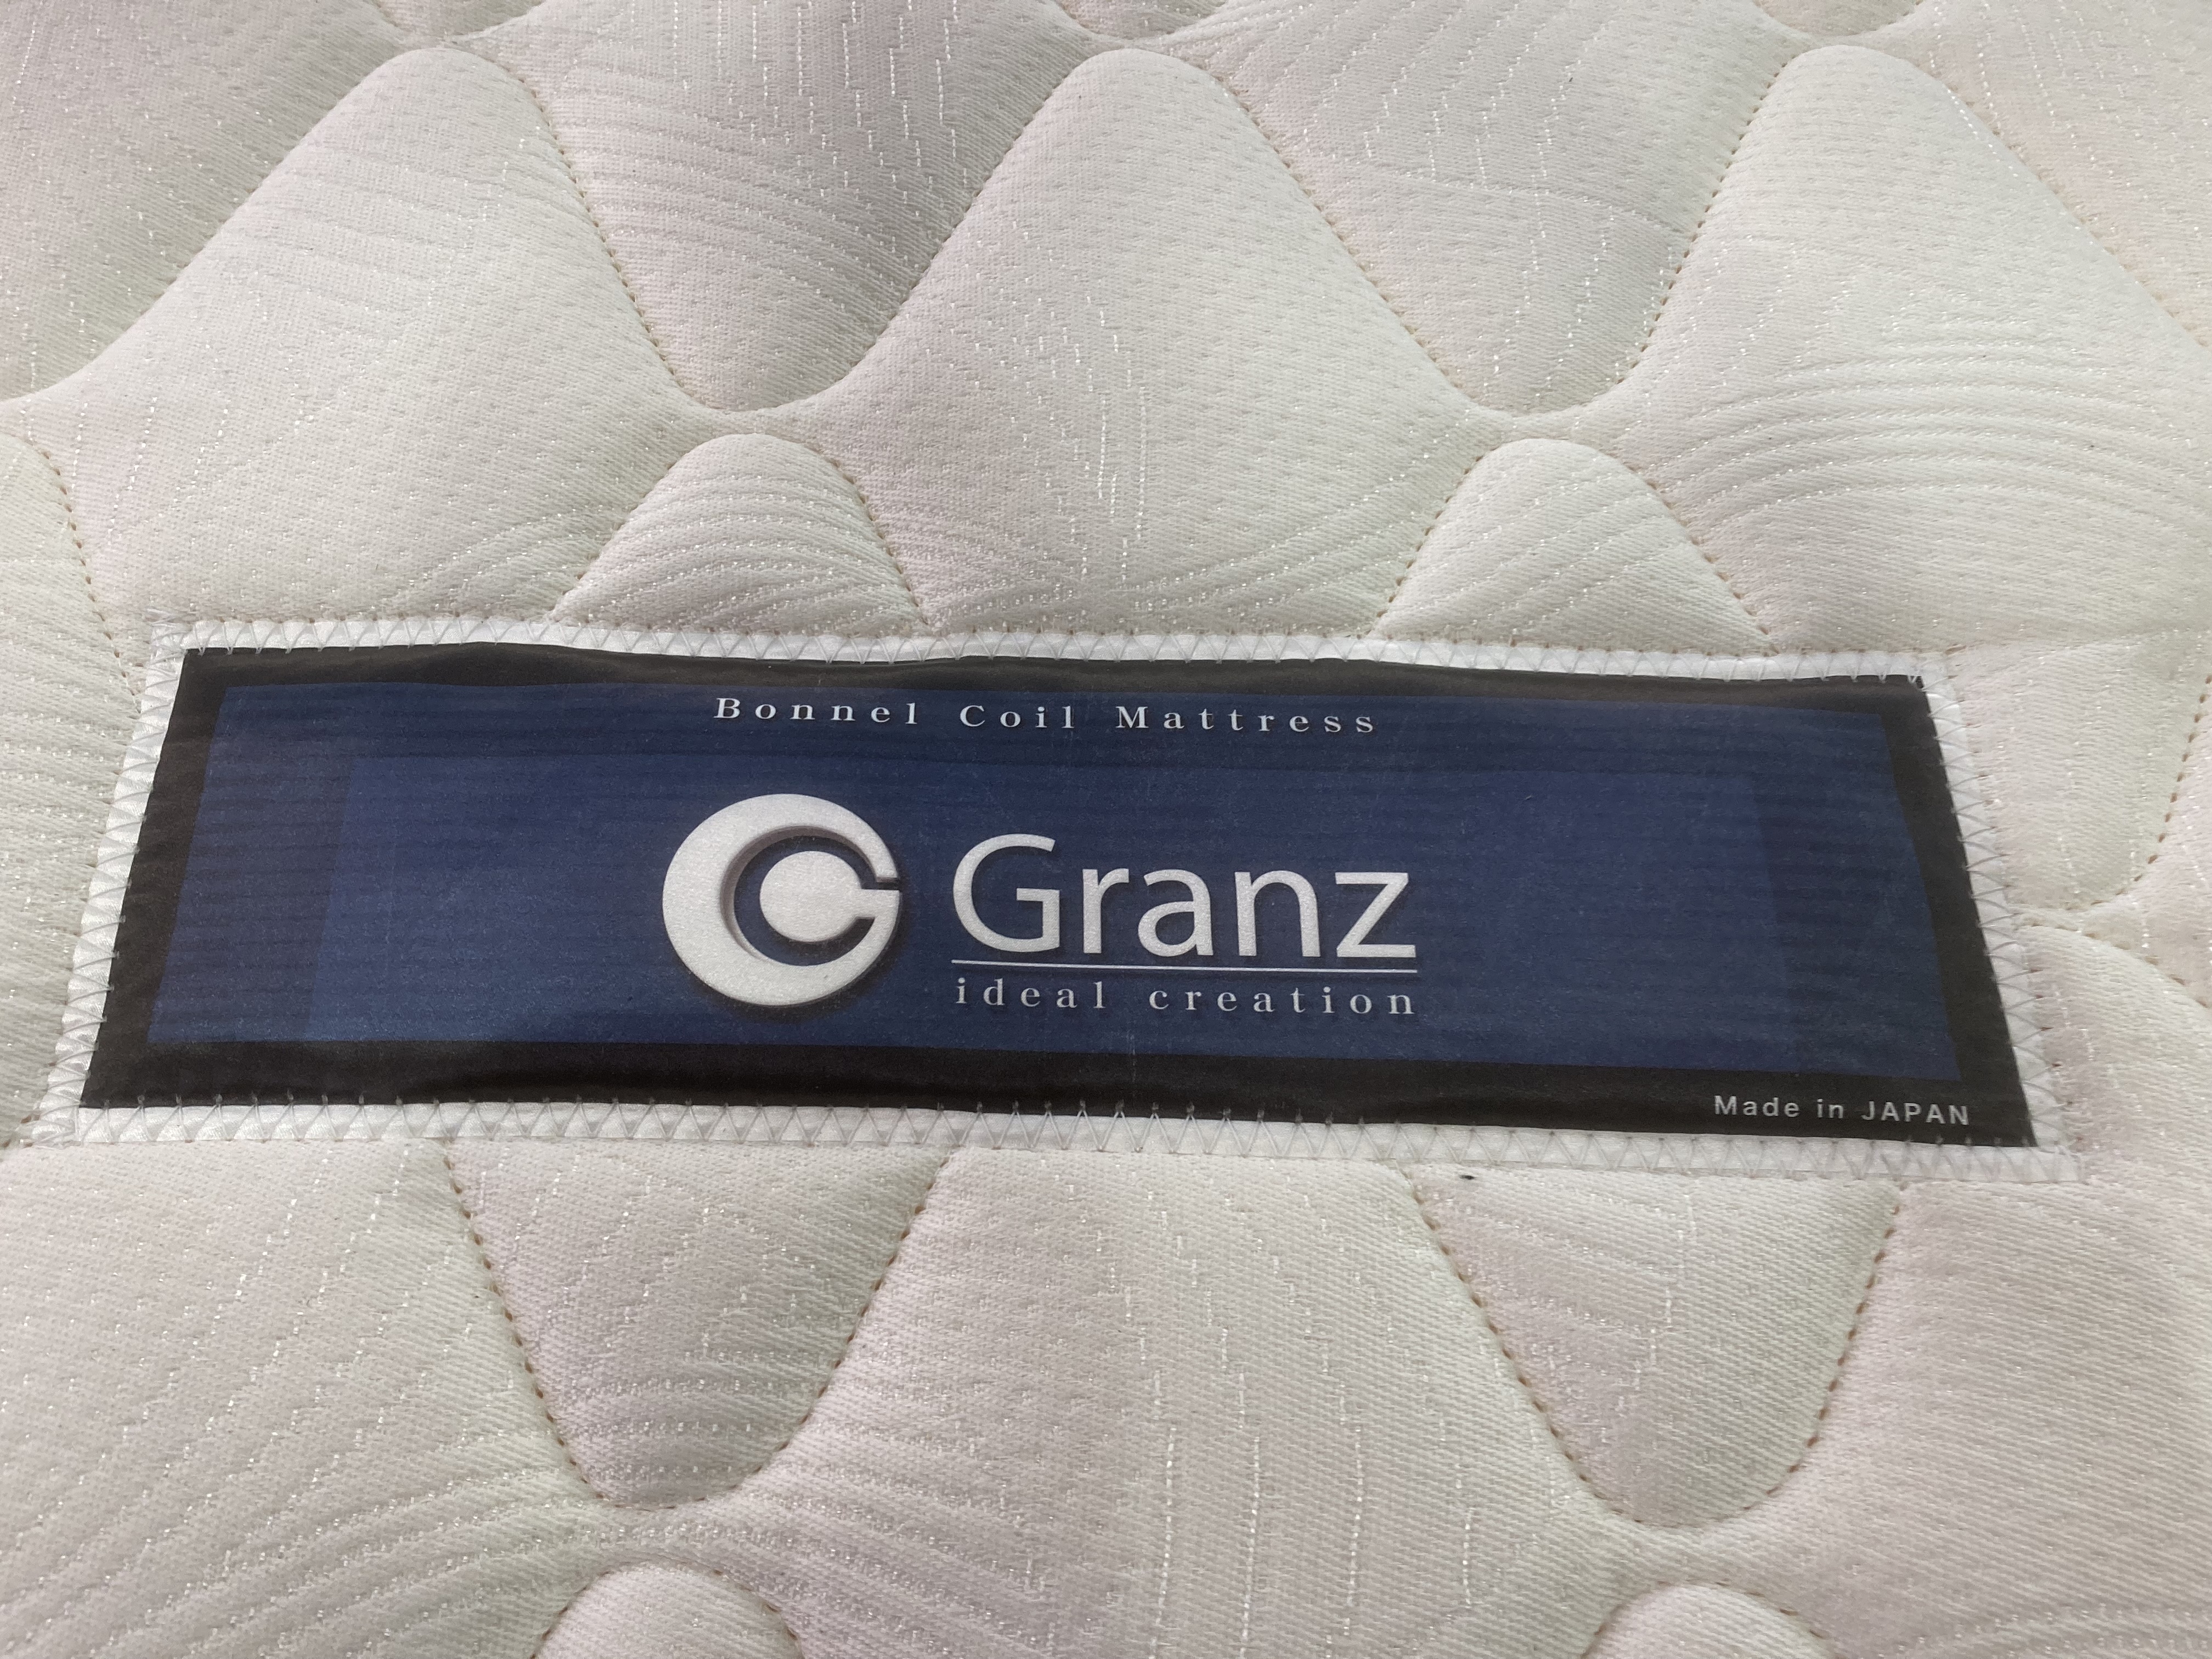 Bonnel Coil Mattress
Granz
ideal creation
Made in JAPAN